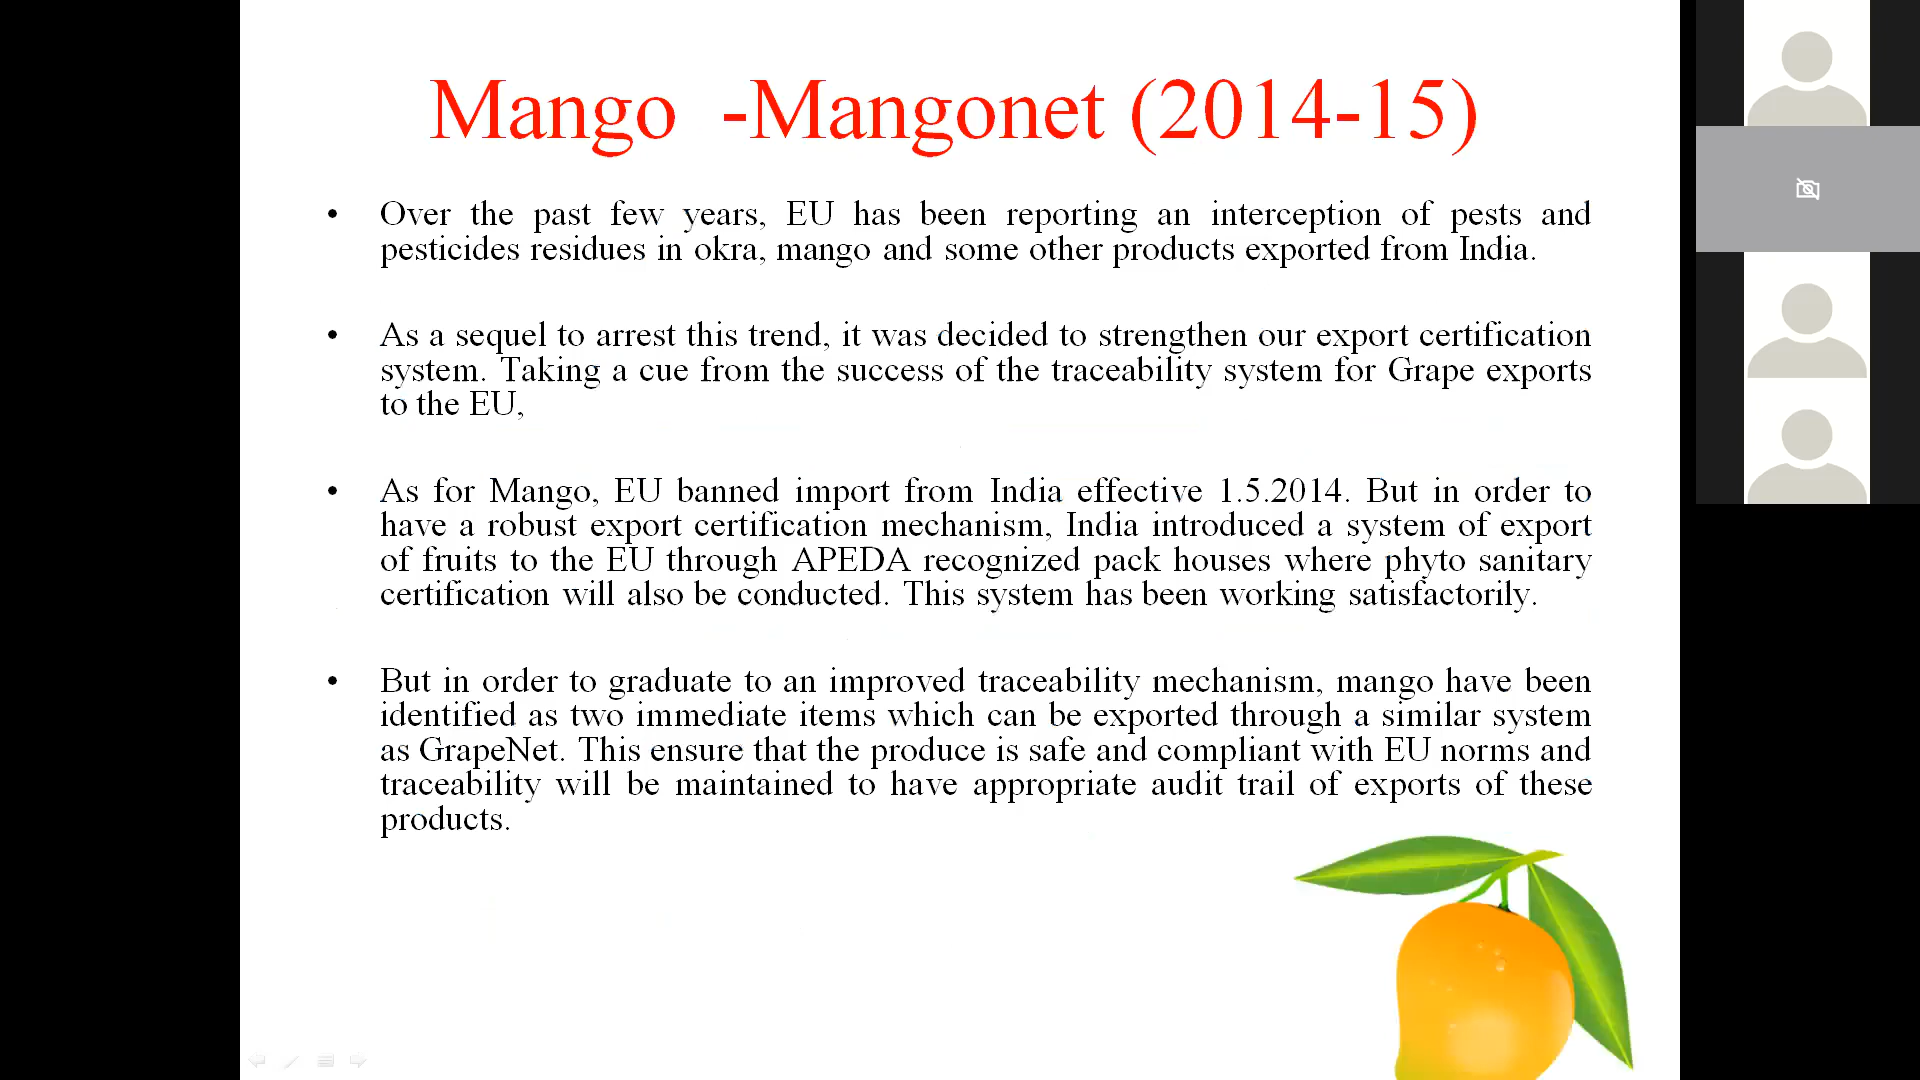 Mango -Mangonet (2014-15)
• Over the past few years, EU has been reporting an interception of pests and
pesticides residues in okra, mango and some other products exported from India.
• As a sequel to arrest this trend, it was decided to strengthen our export certification
system. Taking a cue from the success of the traceability system for Grape exports
to the EU,
• As for Mango, EU banned import from India effective 1.5.2014. But in order to
have a robust export certification mechanism, India introduced a system of export
of fruits to the EU through APEDA recognized pack houses where phyto sanitary
certification will also be conducted. This system has been working satisfactorily.
• But in order to graduate to an improved traceability mechanism, mango have been
identified as two immediate items which can be exported through a similar system
as GrapeNet. This ensure that the produce is safe and compliant with EU norms and
traceability will be maintained to have appropriate audit trail of exports of these
products.